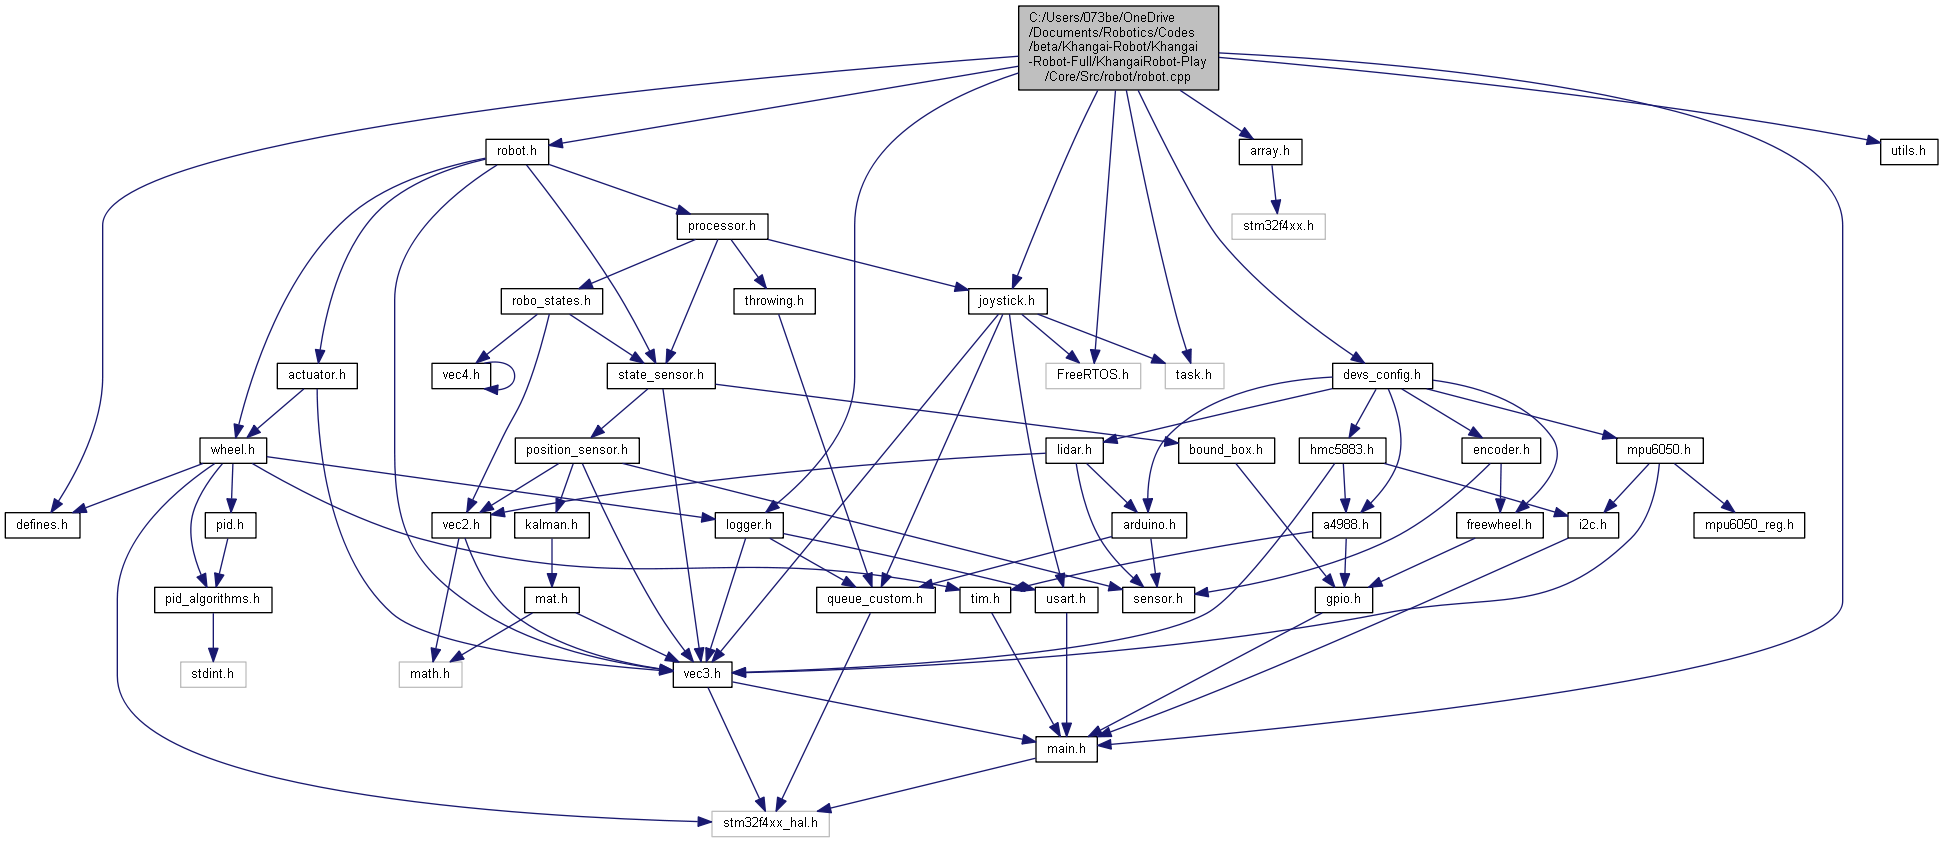 C:/Users/073be/OneDrive
/Documents/Robotics/Codes
/beta/Khangai-Robot/Khangai
-Robot-Full/KhangaiRobot-Play
/Core/Src/robot/robot.cpp
robot.h
array.h
utils.h
processor.h
stm32f4xx.h
robo_states.h
throwing.h
joystick.h
actuator.h
vec4.h
state_sensor.h
FreeRTOS.h
task.h
devs_config.h
wheel.h
position_sensor.h
lidar.h
bound_box.h
hmc5883.h
encoder.h
mpu6050.h
defines.h
pid.h
vec2.h
kalman.h
logger.h
arduino.h
a4988.h
freewheel.h
i2c.h
mpu6050_reg.h
pid_algorithms.h
mat.h
queue_custom.h
tim.h
usart.h
sensor.h
gpio.h
stdint.h
math.h
vec3.h
main.h
stm32f4xx_hal.h